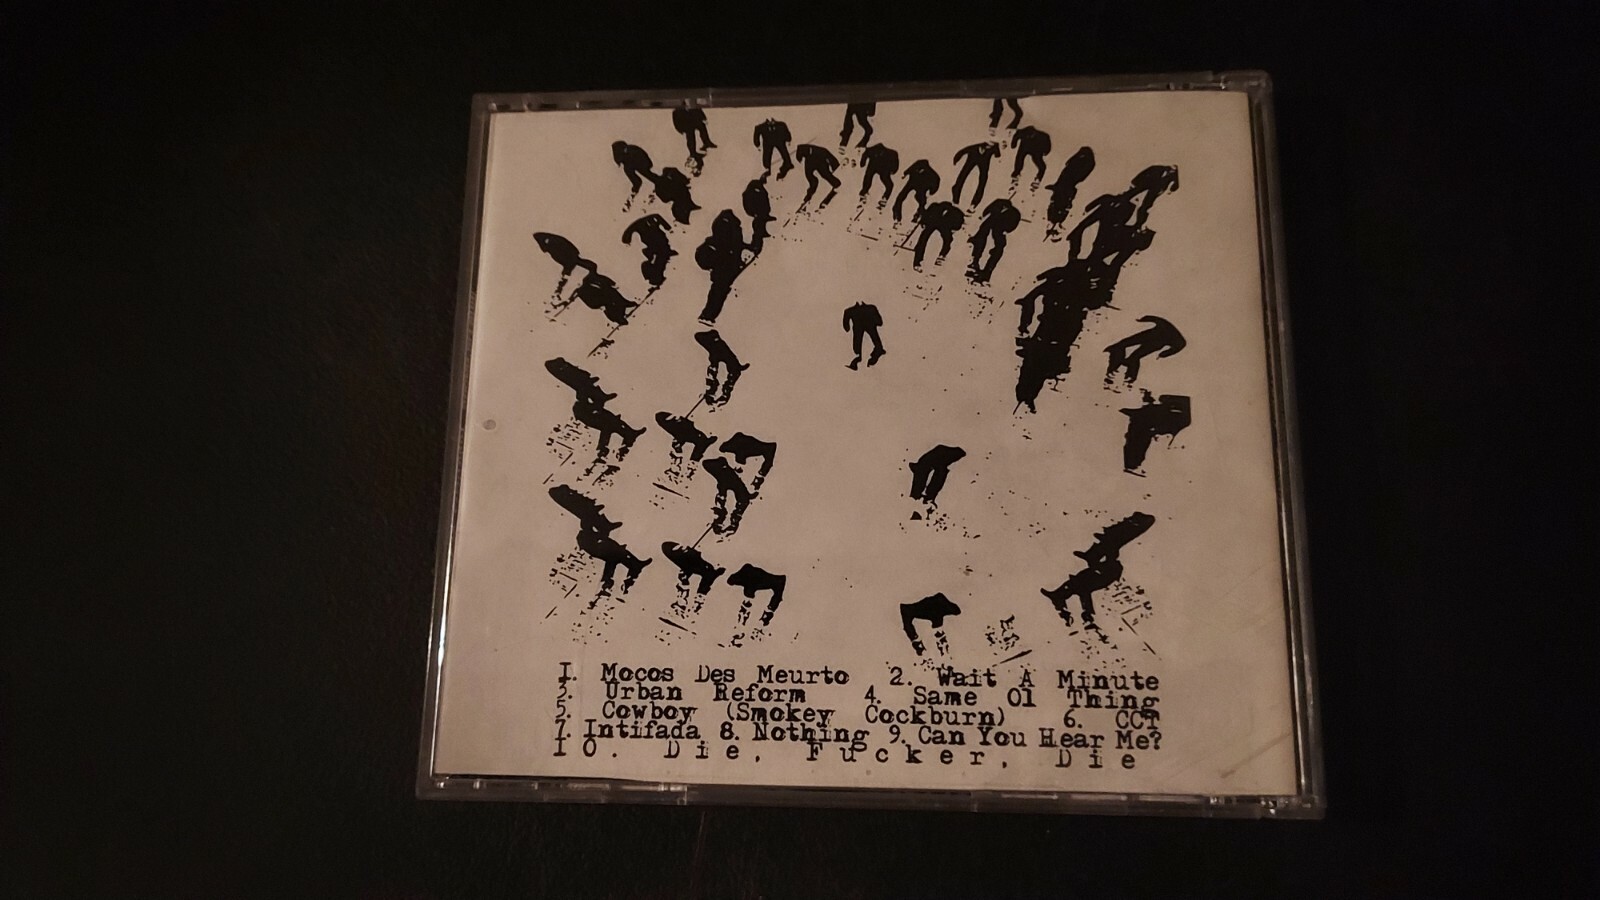 1. Mocos Des Meurto 2. Wait A Minute
3. Urban Reform 4. Same Ol Thing
5. Cowboy (Smokey Cockburn) 6. CCT
7. Intifada 8. Nothing 9. Can You Hear Me?
10. Die, Fucker, Die